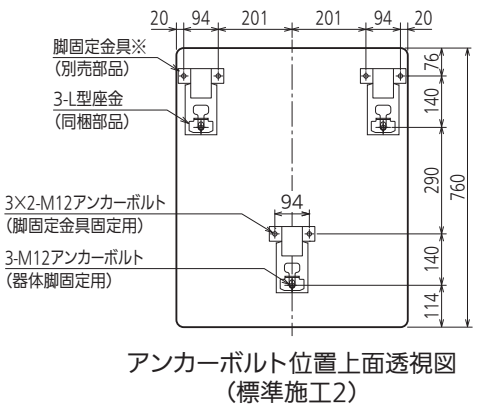 20 94 201 201 94 20
脚固定金具※
(別売部品)
3-L型座金
(同梱部品)
76
140
290
760
3×2-M12アンカーボルト
(脚固定金具固定用)
94
3-M12アンカーボルト
(器体脚固定用)
140
114
アンカーボルト位置上面透視図
(標準施工2)